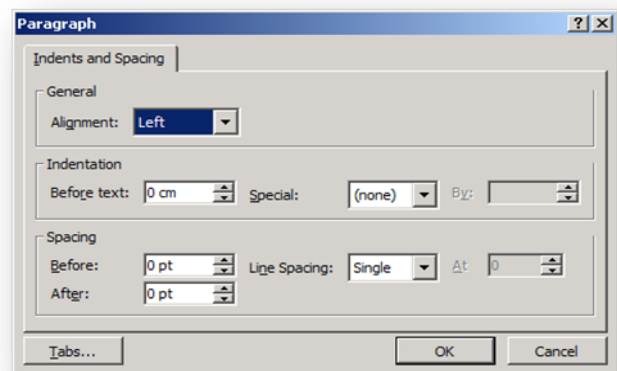 Paragraph
Indents and Spacing
General
Alignment: Left
Indentation
Before text: 0 cm Special: (none) By:
Spacing
Before: 0 pt Line Spacing: Single At 0
After: 0 pt
Tabs... OK Cancel